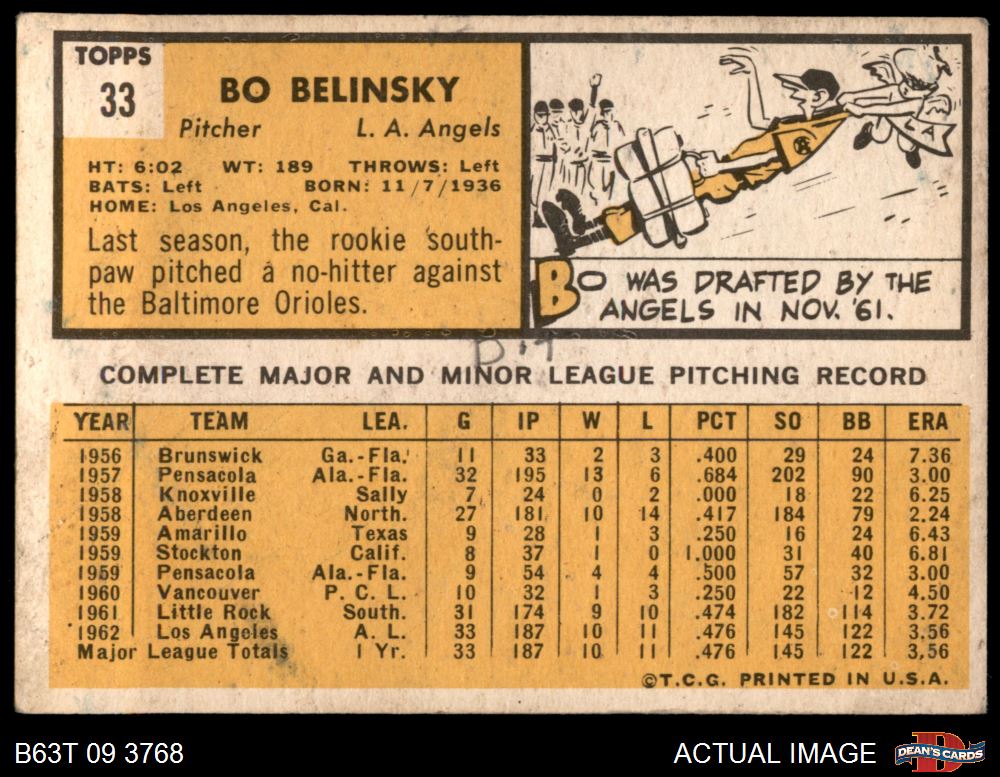 TOPPS
33
BO BELINSKY
Pitcher L. A. Angels
HT: 6:02 WT: 189 THROWS: Left
BATS: Left BORN: 11/7/1936
HOME: Los Angeles, Cal.
Last season, the rookie south-
paw pitched a no-hitter against
the Baltimore Orioles.
LA
BO WAS DRAFTED BY THE
ANGELS IN NOV. '61.
COMPLETE MAJOR AND MINOR LEAGUE PITCHING RECORD
YEAR TEAM LEA. G IP W L PCT SO BB ERA
1956 Brunswick Ga.-Fla. 11 33 2 3 .400 29 24 7.36
1957 Pensacola Ala.-Fla. 32 195 13 6 .684 202 90 3.00
1958 Knoxville Sally 7 24 0 2 .000 18 22 6.25
1958 Aberdeen North. 27 181 10 14 .417 184 79 2.24
1959 Amarillo Texas 9 28 1 3 .250 16 24 6.43
1959 Stockton Calif. 8 37 1 0 1.000 31 40 6.81
1959 Pensacola Ala.-Fla. 9 54 4 4 .500 57 32 3.00
1960 Vancouver P. C. L. 10 32 1 3 .250 22 12 4.50
1961 Little Rock South. 31 174 9 10 .474 182 114 3.72
1962 Los Angeles A. L. 33 187 10 11 .476 145 122 3.56
Major League Totals 1 Yr. 33 187 10 11 .476 145 122 3.56
©T.C.G. PRINTED IN U.S.A.
B63T 09 3768 ACTUAL IMAGE DEAN'S CARDS